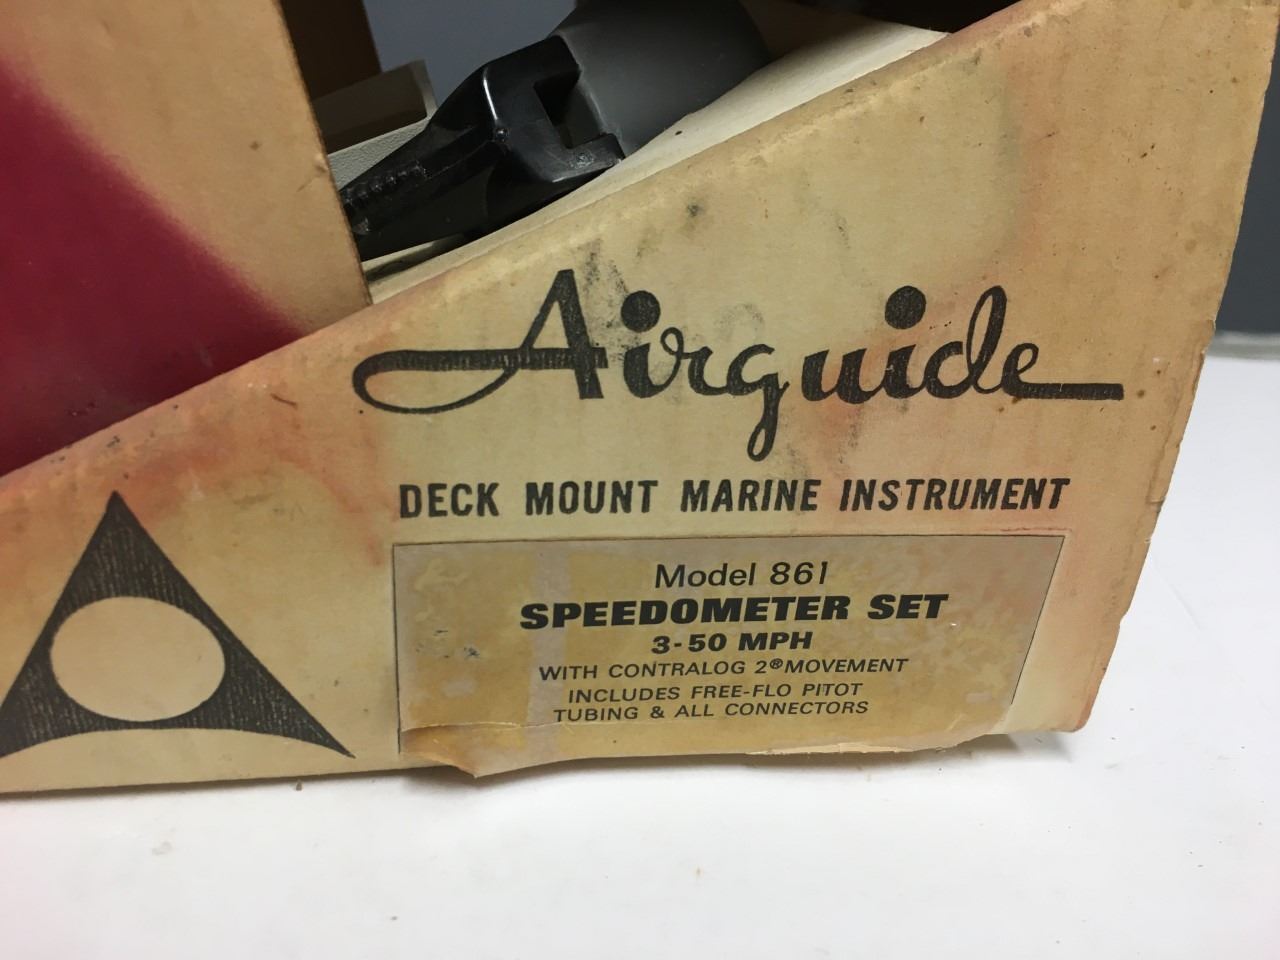 Airguide
DECK MOUNT MARINE INSTRUMENT
Model 861
SPEEDOMETER SET
3-50 MPH
WITH CONTRALOG 2® MOVEMENT
INCLUDES FREE-FLO PITOT
TUBING & ALL CONNECTORS